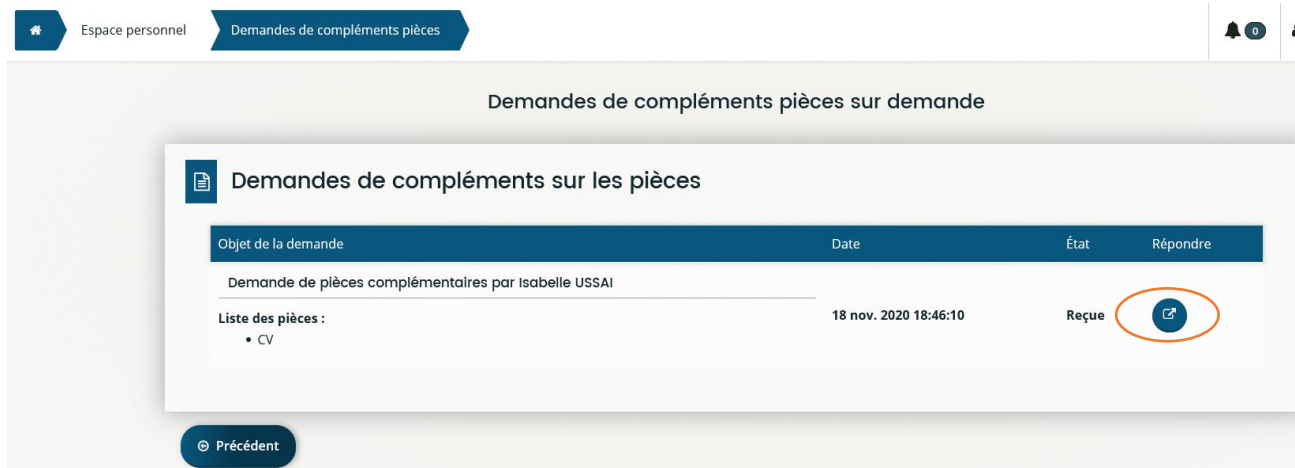 Espace personnel
Demandes de compléments pièces
0
Demandes de compléments pièces sur demande
Demandes de compléments sur les pièces
Objet de la demande Date État Répondre
Demande de pièces complémentaires par Isabelle USSAI
Liste des pièces : 18 nov. 2020 18:46:10 Reçue
• CV
Précédent